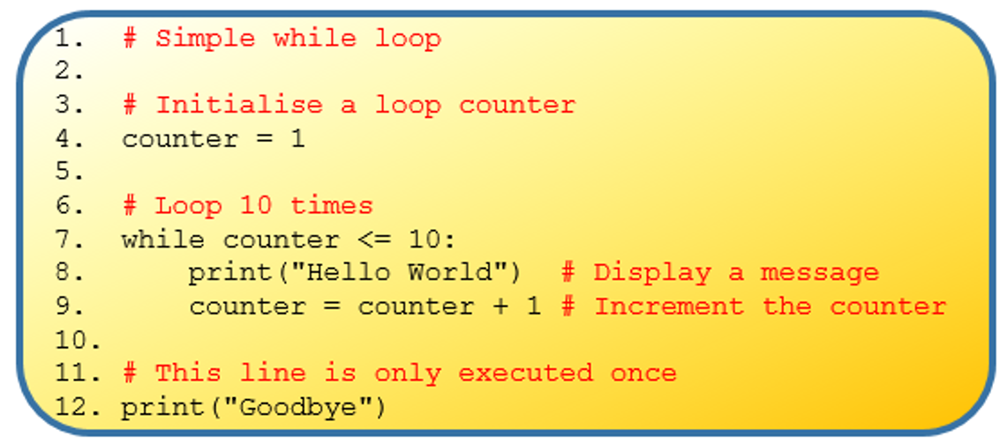 1. # Simple while loop
2.
3. # Initialise a loop counter
4. counter = 1
5.
6. # Loop 10 times
7. while counter <= 10:
8.     print("Hello World")  # Display a message
9.     counter = counter + 1 # Increment the counter
10.
11. # This line is only executed once
12. print("Goodbye")